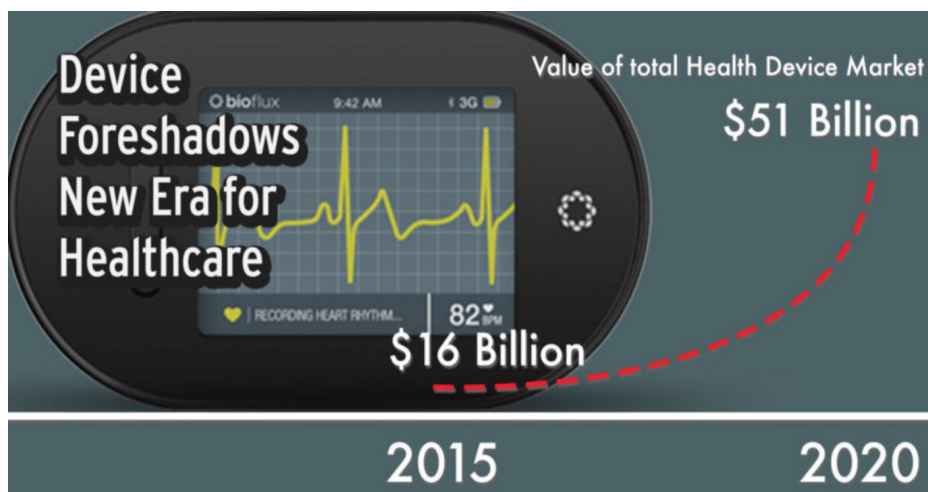 Device
Foreshadows
New Era for
Healthcare
Value of total Health Device Market
$51 Billion
bioflux
9:42 AM
3G
RECORDING HEART RHYTHM...
82 BPM
$16 Billion
2015
2020